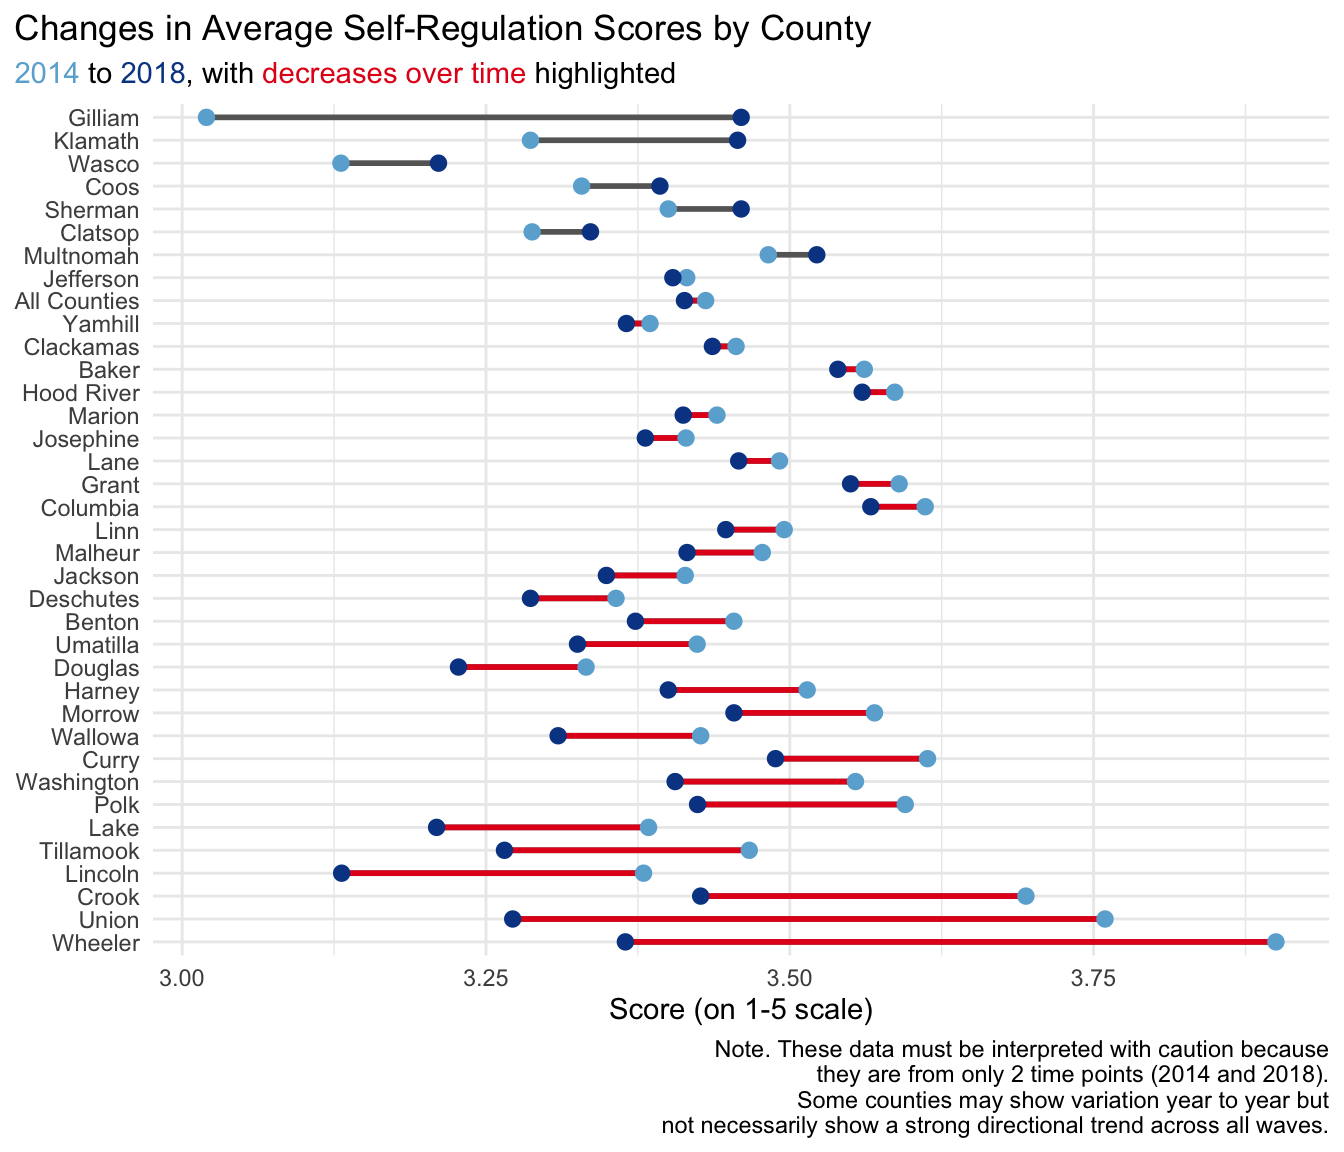 Changes in Average Self-Regulation Scores by County
2014 to 2018, with decreases over time highlighted
Gilliam
Klamath
Wasco
Coos
Sherman
Clatsop
Multnomah
Jefferson
All Counties
Yamhill
Clackamas
Baker
Hood River
Marion
Josephine
Lane
Grant
Columbia
Linn
Malheur
Jackson
Deschutes
Benton
Umatilla
Douglas
Harney
Morrow
Wallowa
Curry
Washington
Polk
Lake
Tillamook
Lincoln
Crook
Union
Wheeler
3.00 3.25 3.50 3.75
Score (on 1-5 scale)
Note. These data must be interpreted with caution because
they are from only 2 time points (2014 and 2018).
Some counties may show variation year to year but
not necessarily show a strong directional trend across all waves.